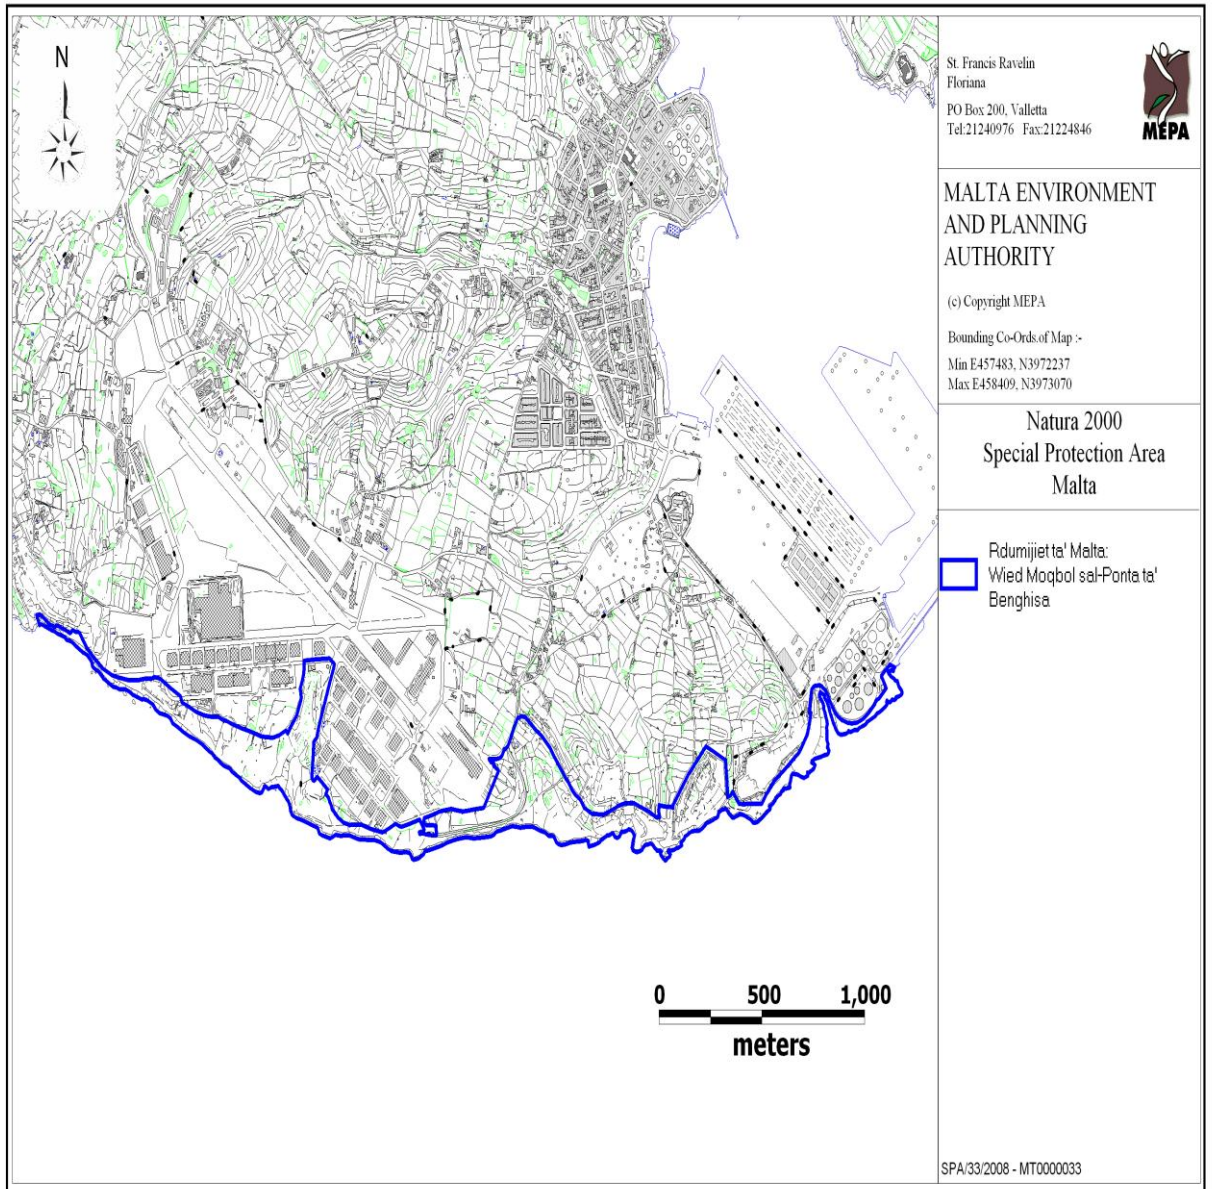 N
St. Francis Ravelin
Floriana
PO Box 200, Valletta
Tel:21240976 Fax:21224846
MEPA
MALTA ENVIRONMENT
AND PLANNING
AUTHORITY
(c) Copyright MEPA
Bounding Co-Ords.of Map :-
Min E457483, N3972237
Max E458409, N3973070
Natura 2000
Special Protection Area
Malta
Rdumijiet ta' Malta:
Wied Moqbol sal-Ponta ta'
Benghisa
0 500 1,000
meters
SPA/33/2008 - MT0000033